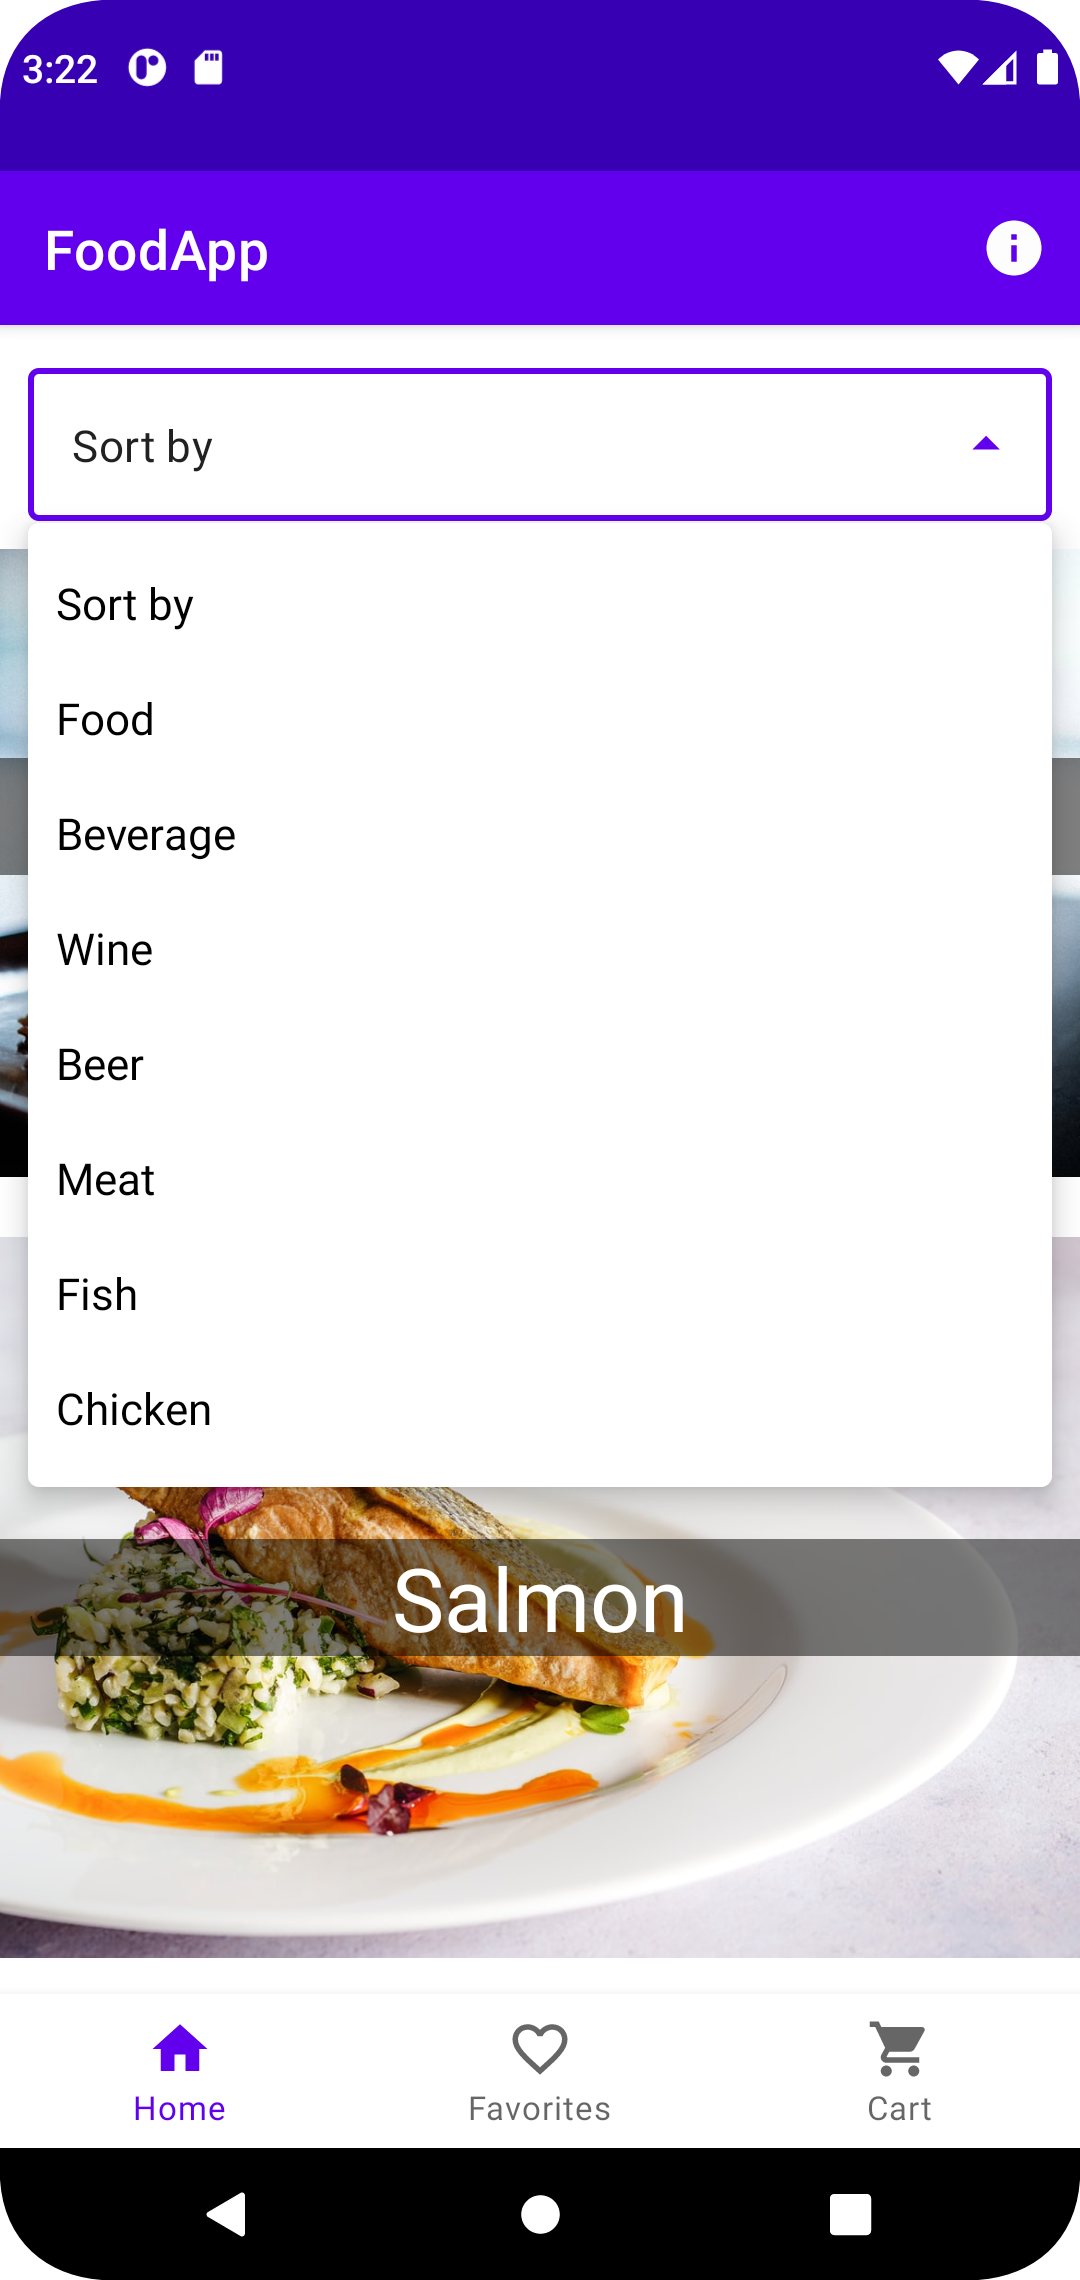 3:22
FoodApp
Sort by
Sort by
Food
Beverage
Wine
Beer
Meat
Fish
Chicken
Salmon
Home
Favorites
Cart